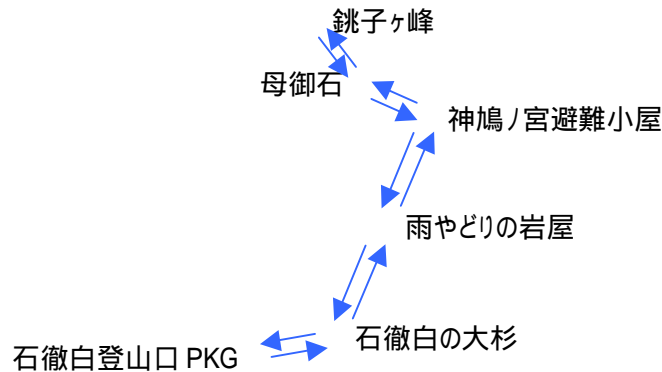 銚子ヶ峰
母御石
神鳩ノ宮避難小屋
雨やどりの岩屋
石徹白の大杉
石徹白登山口 PKG